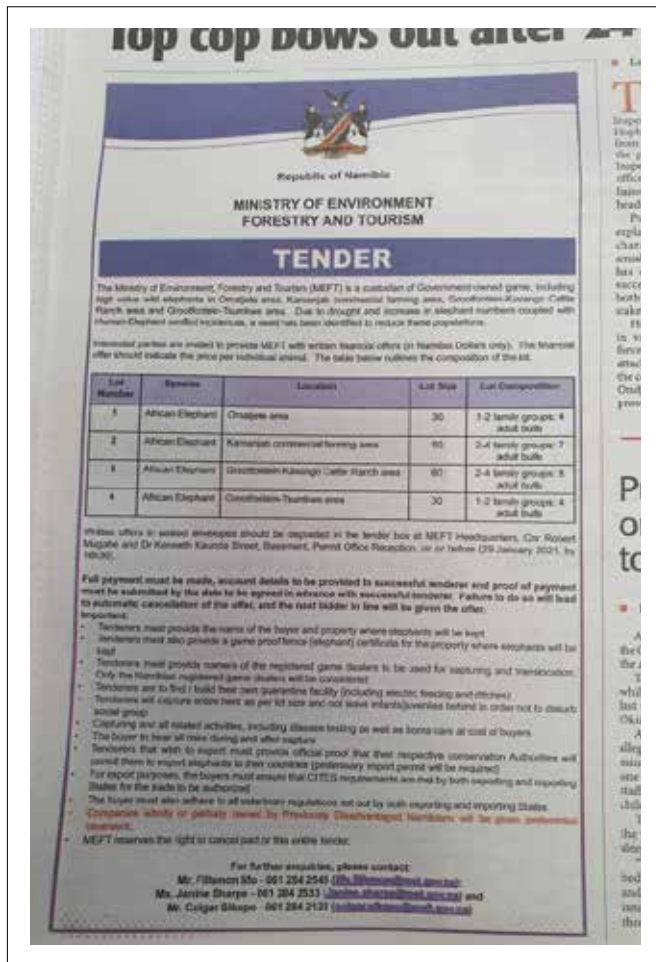 Top cop bows out after 24
Republic of Namibia
MINISTRY OF ENVIRONMENT
FORESTRY AND TOURISM
TENDER
The Ministry of Environment, Forestry and Tourism (MEFT) is a custodian of Government owned game, including
high value wild elephants in Omatjete area, Kamanjab commercial farming area, Grootfontein-Kavango Cattle
Ranch area and Grootfontein-Tsumkwe area. Due to drought and increase in elephant numbers coupled with
Human-Elephant conflict incidences, a need has been identified to reduce these populations.
Interested parties are invited to provide MEFT with written financial offers (in Namibia Dollars only). The financial
offer should indicate the price per individual animal. The table below outlines the composition of the lot.
Lot Number Species Location Lot Size Lot Composition
1 African Elephant Omatjete area 30 1-2 family groups: 4 adult bulls
2 African Elephant Kamanjab commercial farming area 2-4 family groups: 7 adult bulls
3 African Elephant Grootfontein-Kavango Cattle Ranch area 60 2-4 family groups: 8 adult bulls
4 African Elephant Grootfontein-Tsumkwe area 30 1-2 family groups: 4 adult bulls
Written offers in sealed envelopes should be deposited in the tender box at MEFT Headquarters, Cnr Robert
Mugabe and Dr Kenneth Kaunda Street, Basement, Permit Office Reception, on or before (29 January 2021, by
Full payment must be made, account details to be provided to successful tenderer and proof of payment
must be submitted by the date to be agreed in advance with successful tenderer. Failure to do so will lead
to automatic cancellation of the offer, and the next bidder in line will be given the offer.
Important:
- Tenderers must provide the name of the buyer and property where elephants will be kept
- Tenderers must also provide a game proof fence (elephant) certificate for the property where elephants will be
kept
- Tenderers must provide name/s of the registered game dealers to be used for capturing and translocation.
Only the Namibian registered game dealers will be considered
- Tenderers are to find / build their own quarantine facility (including electric fencing and ditches)
- Tenderers will capture entire herd as per lot size and not leave infants/juveniles behind in order not to disturb
social group
- Capturing and all related activities, including disease testing as well as boma care at cost of buyers
- The buyer to bear all risks during and after capture
- Tenderers that wish to export must provide official proof that their respective conservation Authorities will
permit them to export elephants to their countries (preliminary import permit will be required)
- For export purposes, the buyers must ensure that CITES requirements are met by both exporting and importing
States for the trade to be authorized
- The buyer must also adhere to all veterinary regulations set out by both exporting and importing States.
- Companies wholly or partially owned by Previously Disadvantaged Namibians will be given preferential
treatment.
- MEFT reserves the right to cancel part or this entire tender.
For further enquiries, please contact:
Mr. Filemon Iifo - 061 284 2541
Ms. Janine Sharpe - 061 284 2533 and
Mr. Colgar Sikopo - 061 284 2131